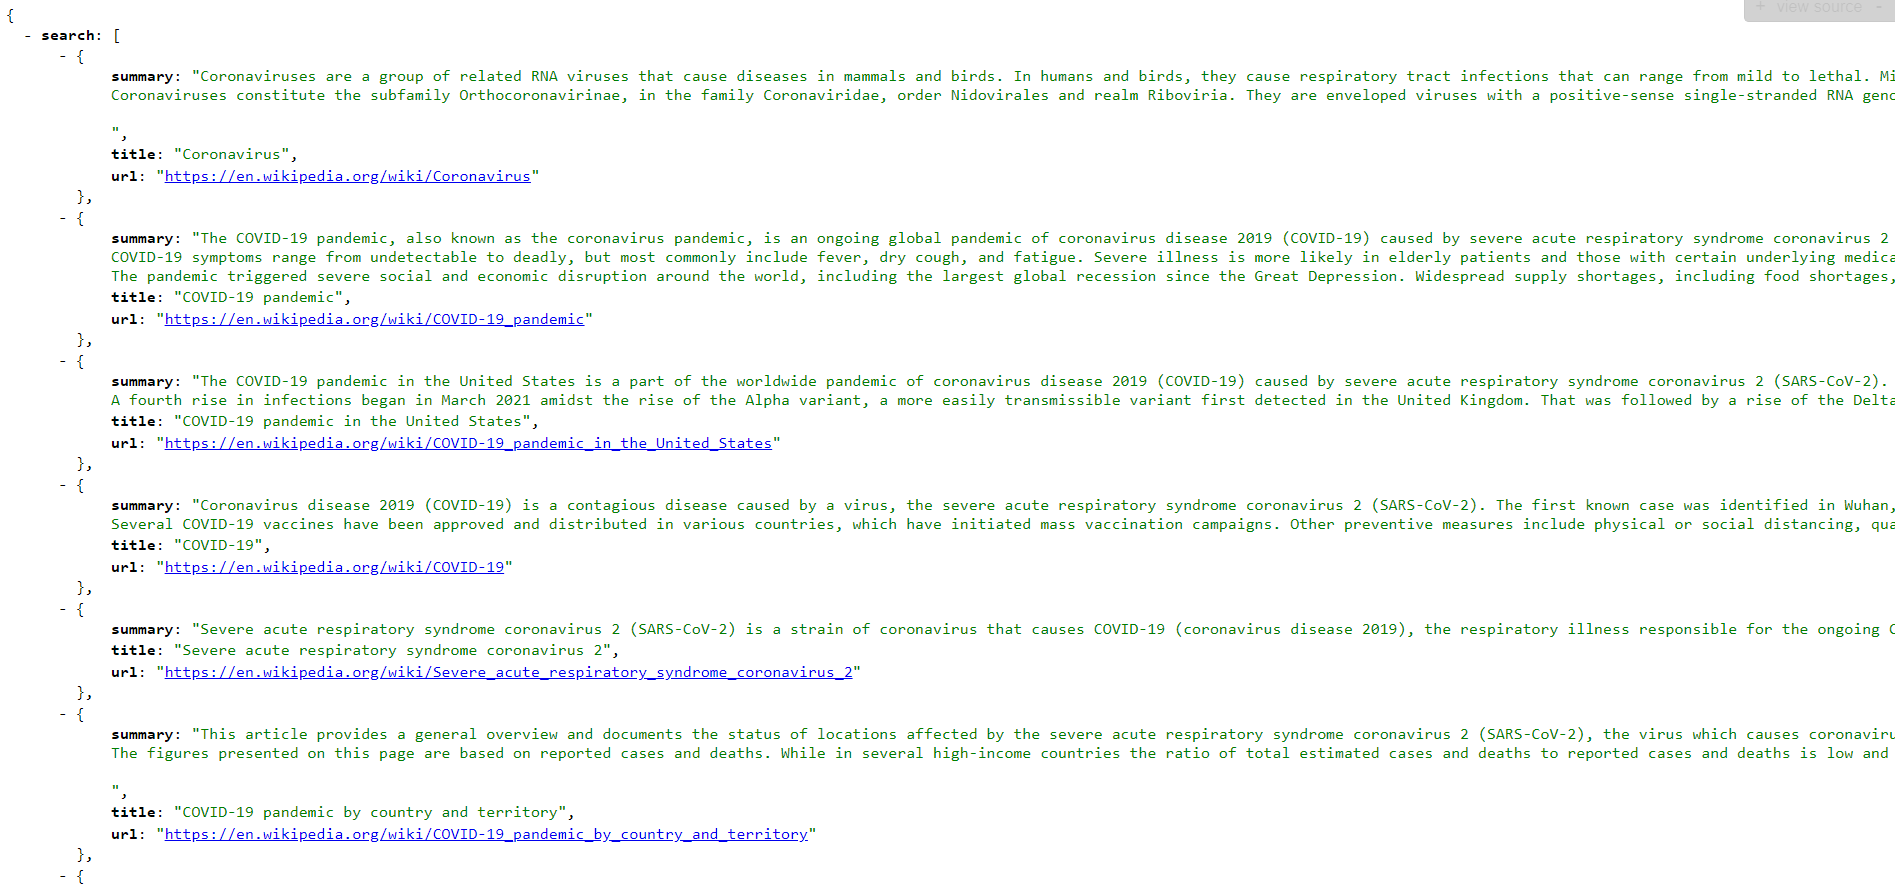 + view source -
{
- search: [
- {
summary: "Coronaviruses are a group of related RNA viruses that cause diseases in mammals and birds. In humans and birds, they cause respiratory tract infections that can range from mild to lethal. Mi
Coronaviruses constitute the subfamily Orthocoronavirinae, in the family Coronaviridae, order Nidovirales and realm Riboviria. They are enveloped viruses with a positive-sense single-stranded RNA geno
",
title: "Coronavirus",
url: "https://en.wikipedia.org/wiki/Coronavirus"
},
- {
summary: "The COVID-19 pandemic, also known as the coronavirus pandemic, is an ongoing global pandemic of coronavirus disease 2019 (COVID-19) caused by severe acute respiratory syndrome coronavirus 2
COVID-19 symptoms range from undetectable to deadly, but most commonly include fever, dry cough, and fatigue. Severe illness is more likely in elderly patients and those with certain underlying medica
The pandemic triggered severe social and economic disruption around the world, including the largest global recession since the Great Depression. Widespread supply shortages, including food shortages,
title: "COVID-19 pandemic",
url: "https://en.wikipedia.org/wiki/COVID-19_pandemic"
},
- {
summary: "The COVID-19 pandemic in the United States is a part of the worldwide pandemic of coronavirus disease 2019 (COVID-19) caused by severe acute respiratory syndrome coronavirus 2 (SARS-CoV-2).
A fourth rise in infections began in March 2021 amidst the rise of the Alpha variant, a more easily transmissible variant first detected in the United Kingdom. That was followed by a rise of the Delta
title: "COVID-19 pandemic in the United States",
url: "https://en.wikipedia.org/wiki/COVID-19_pandemic_in_the_United_States"
},
- {
summary: "Coronavirus disease 2019 (COVID-19) is a contagious disease caused by a virus, the severe acute respiratory syndrome coronavirus 2 (SARS-CoV-2). The first known case was identified in Wuhan,
Several COVID-19 vaccines have been approved and distributed in various countries, which have initiated mass vaccination campaigns. Other preventive measures include physical or social distancing, qua
title: "COVID-19",
url: "https://en.wikipedia.org/wiki/COVID-19"
},
- {
summary: "Severe acute respiratory syndrome coronavirus 2 (SARS-CoV-2) is a strain of coronavirus that causes COVID-19 (coronavirus disease 2019), the respiratory illness responsible for the ongoing C
title: "Severe acute respiratory syndrome coronavirus 2",
url: "https://en.wikipedia.org/wiki/Severe_acute_respiratory_syndrome_coronavirus_2"
},
- {
summary: "This article provides a general overview and documents the status of locations affected by the severe acute respiratory syndrome coronavirus 2 (SARS-CoV-2), the virus which causes coronaviru
The figures presented on this page are based on reported cases and deaths. While in several high-income countries the ratio of total estimated cases and deaths to reported cases and deaths is low and
",
title: "COVID-19 pandemic by country and territory",
url: "https://en.wikipedia.org/wiki/COVID-19_pandemic_by_country_and_territory"
},
- {